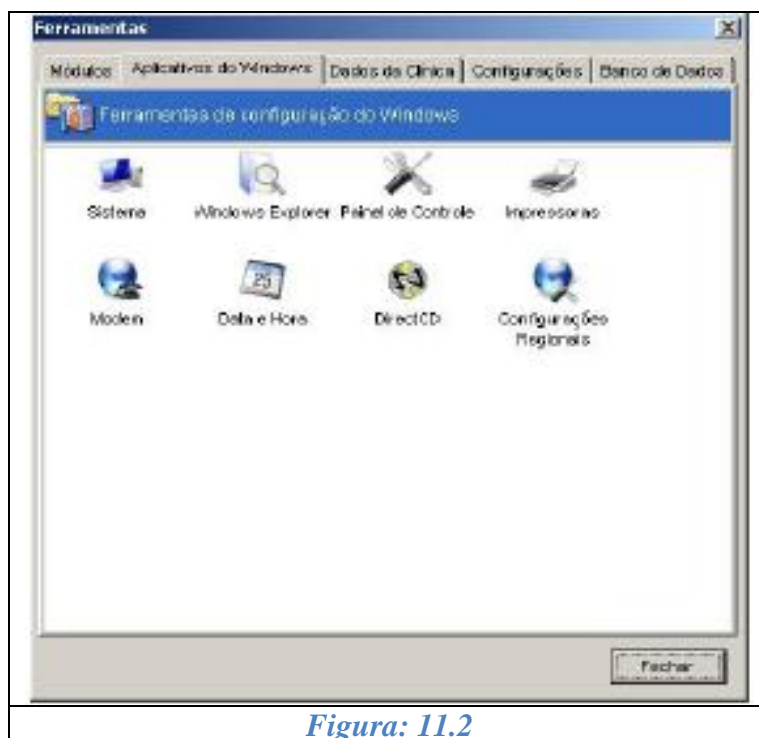 Ferramentas
Módulos Aplicativos do Windows Dados da Clínica Configurações Banco de Dados
Ferramentas de configuração do Windows
Sistema Windows Explorer Painel de Controle Impressoras
Modem Data e Hora DirectCD Configurações
Regionais
25
Fechar
Figura: 11.2